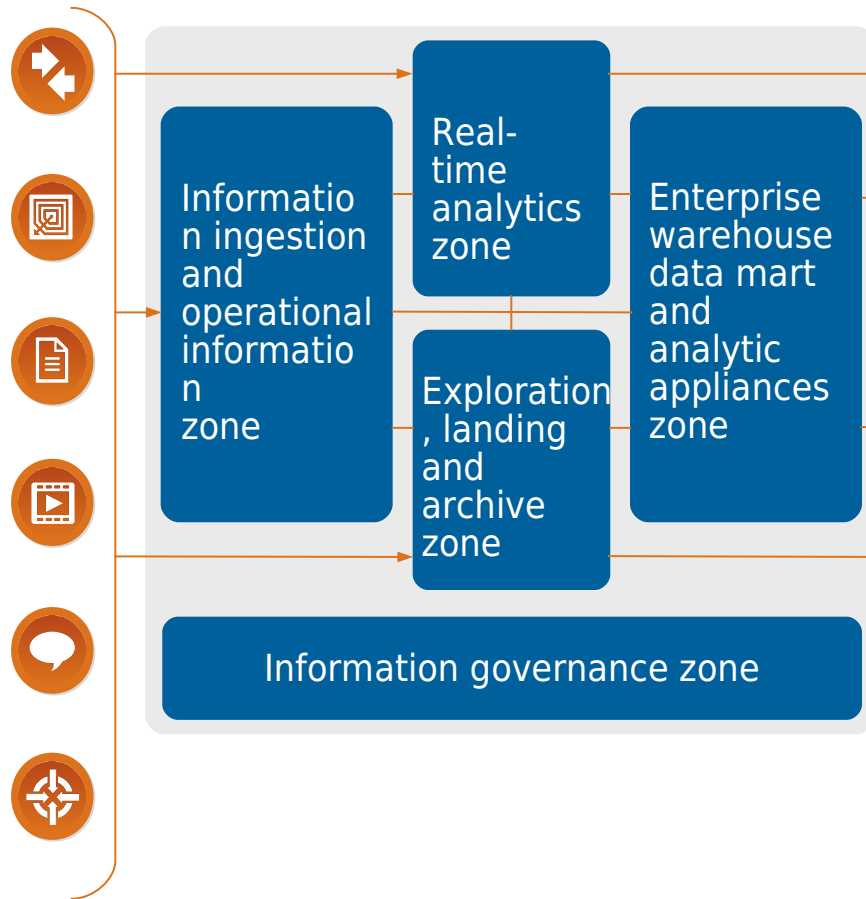 Informatio
n ingestion
and
operational
informatio
n
zone
Real-
time
analytics
zone
Exploration
, landing
and
archive
zone
Enterprise
warehouse
data mart
and
analytic
appliances
zone
Information governance zone